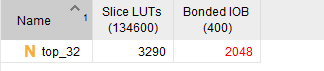 Name 1 Slice LUTs (134600) Bonded IOB (400)
N top_32 3290 2048